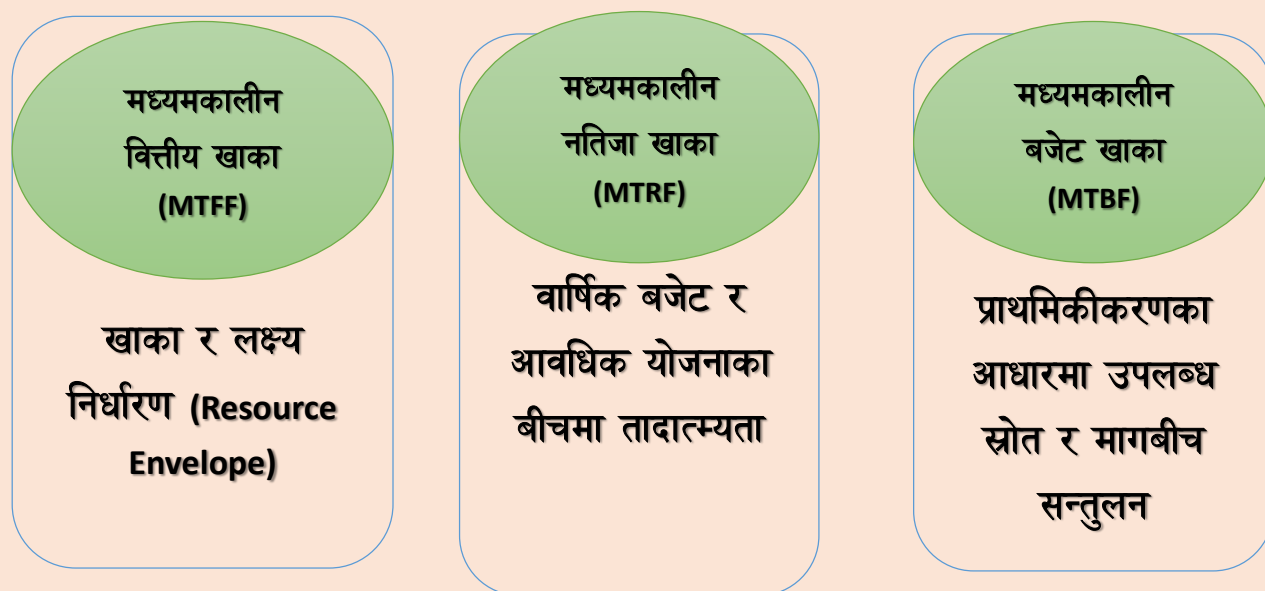 मध्यमकालीन
वित्तीय खाका
(MTFF)
खाका र लक्ष्य
निर्धारण (Resource
Envelope)
मध्यमकालीन
नतिजा खाका
(MTRF)
वार्षिक बजेट र
आवधिक योजनाका
बीचमा तादात्म्यता
मध्यमकालीन
बजेट खाका
(MTBF)
प्राथमिकीकरणका
आधारमा उपलब्ध
स्रोत र मागबीच
सन्तुलन